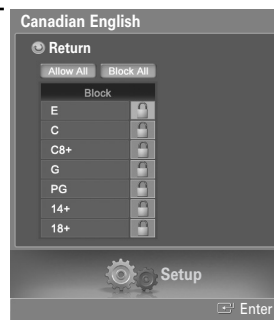 Canadian English
Return
Allow All Block All
Block
E
C
C8+
G
PG
14+
18+
Setup
Enter